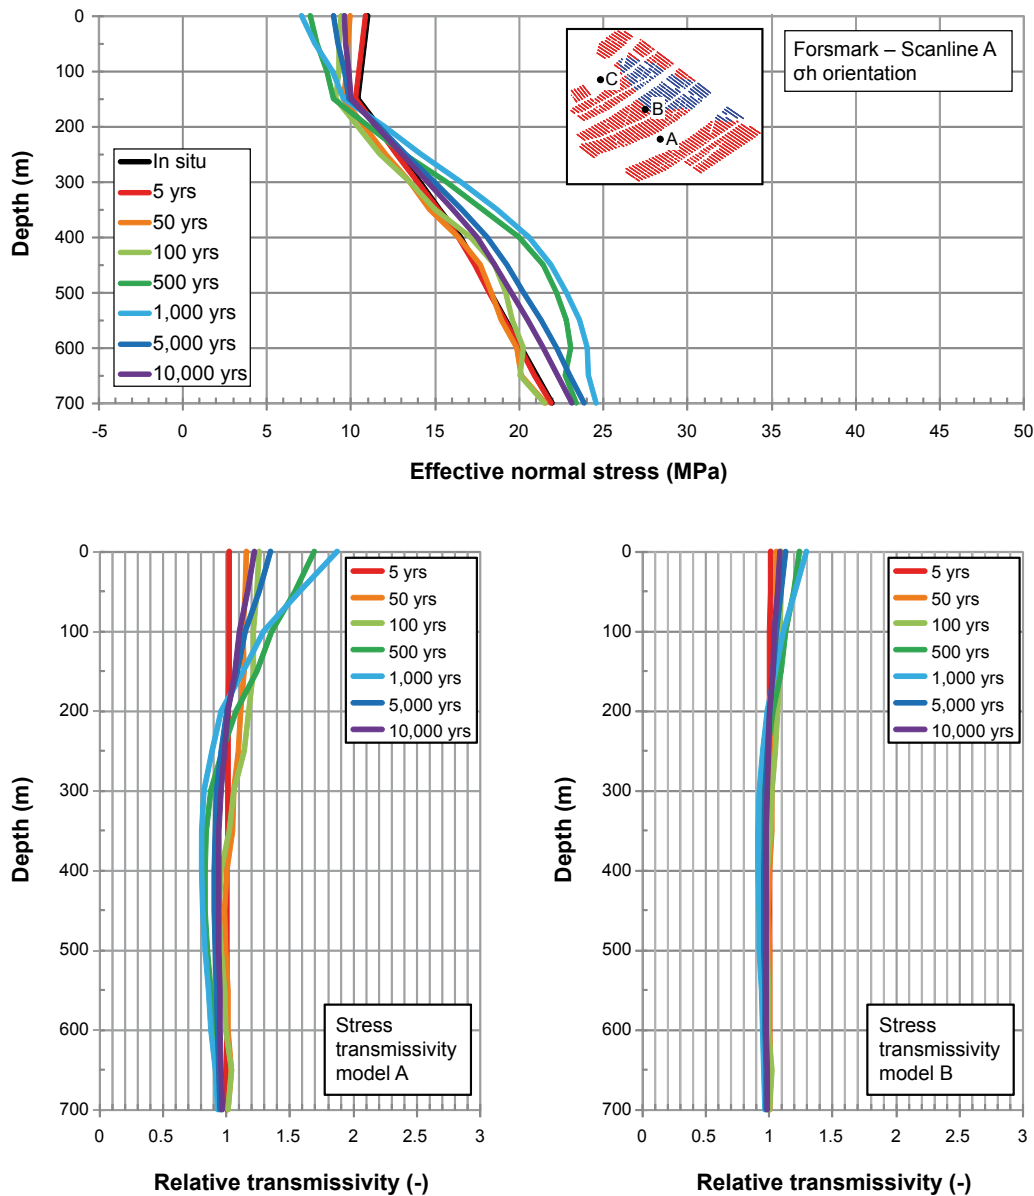 0
100
200
300
400
500
600
700
Depth (m)
-5
0
5
10
15
20
25
30
35
40
45
50
Effective normal stress (MPa)
In situ
5 yrs
50 yrs
100 yrs
500 yrs
1,000 yrs
5,000 yrs
10,000 yrs
C
B
A
Forsmark – Scanline A
σh orientation
0
100
200
300
400
500
600
700
Depth (m)
0
0.5
1
1.5
2
2.5
3
Relative transmissivity (-)
5 yrs
50 yrs
100 yrs
500 yrs
1,000 yrs
5,000 yrs
10,000 yrs
Stress
transmissivity
model A
0
100
200
300
400
500
600
700
Depth (m)
0
0.5
1
1.5
2
2.5
3
Relative transmissivity (-)
5 yrs
50 yrs
100 yrs
500 yrs
1,000 yrs
5,000 yrs
10,000 yrs
Stress
transmissivity
model B